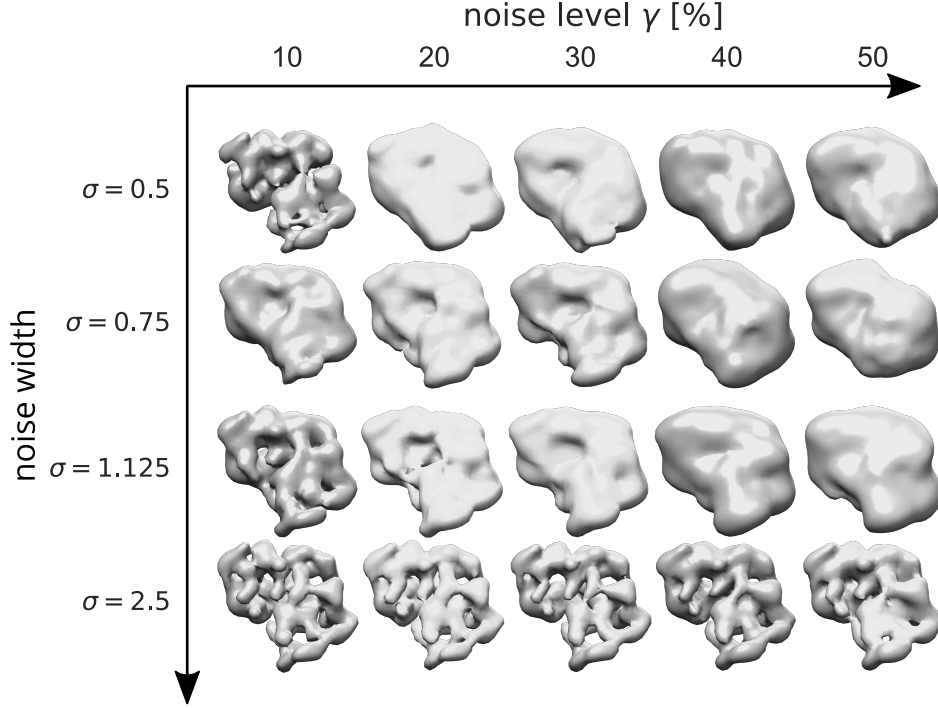 noise level γ [%]
10 20 30 40 50
σ = 0.5
σ = 0.75
noise width
σ = 1.125
σ = 2.5